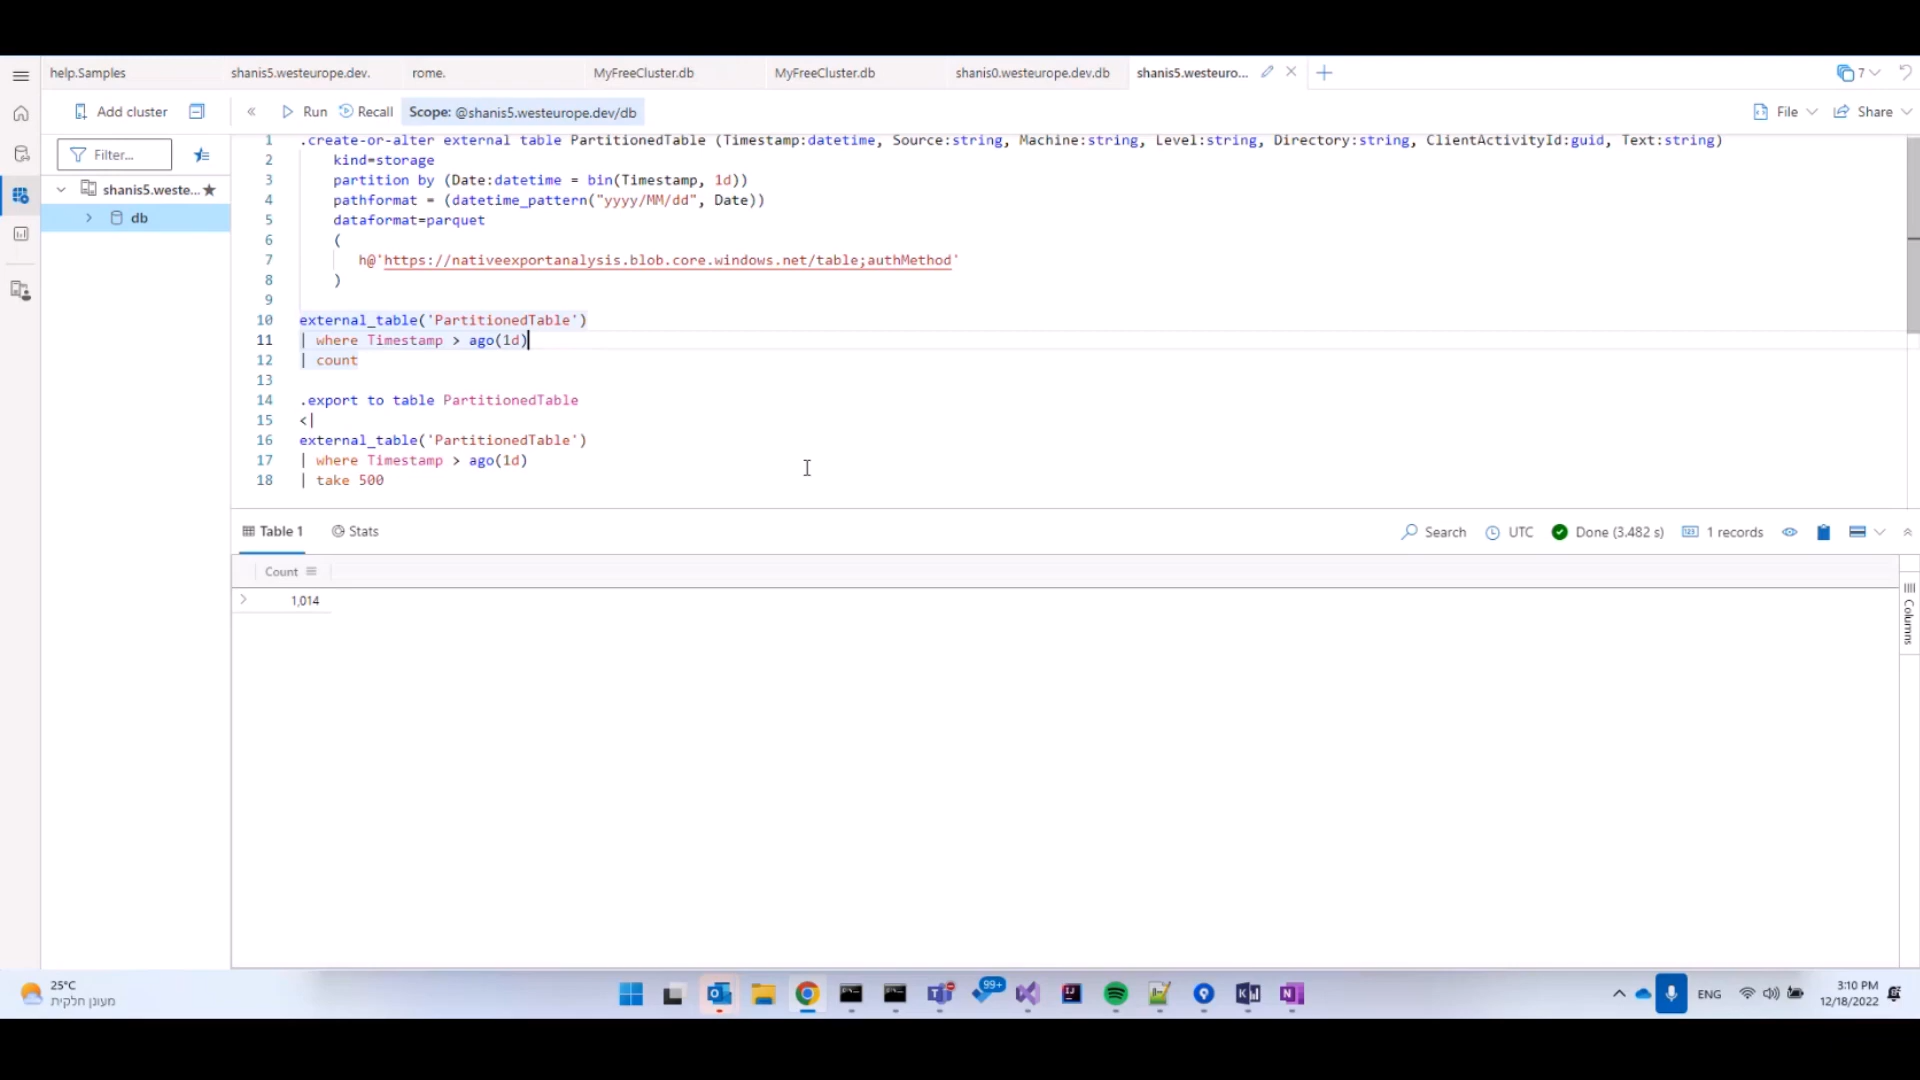 help.Samples
shanis5.westeurope.dev.
rome.
MyFreeCluster.db
MyFreeCluster.db
shanis0.westeurope.dev.db
shanis5.westeuro...
7
Add cluster
Run
Recall
Scope: @shanis5.westeurope.dev/db
File
Share
Filter...
shanis5.weste...
db
1 .create-or-alter external table PartitionedTable (Timestamp:datetime, Source:string, Machine:string, Level:string, Directory:string, ClientActivityId:guid, Text:string)
2 kind=storage
3 partition by (Date:datetime = bin(Timestamp, 1d))
4 pathformat = (datetime_pattern("yyyy/MM/dd", Date))
5 dataformat=parquet
6 (
7 h@'https://nativeexportanalysis.blob.core.windows.net/table;authMethod'
8 )
9
10 external_table('PartitionedTable')
11 | where Timestamp > ago(1d)
12 | count
13
14 .export to table PartitionedTable
15 <|
16 external_table('PartitionedTable')
17 | where Timestamp > ago(1d)
18 | take 500
Table 1
Stats
Search
UTC
Done (3.482 s)
1 records
Count
1,014
Columns
25°C
מעונן חלקית
99+
ENG
3:10 PM
12/18/2022